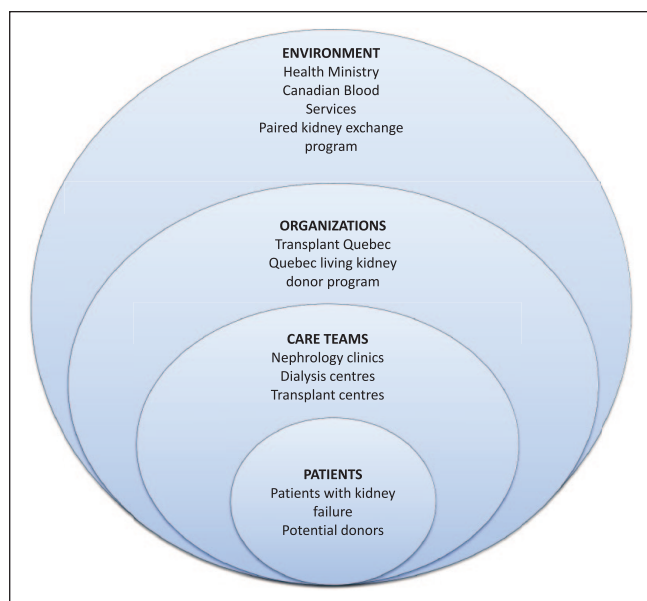 ENVIRONMENT
Health Ministry
Canadian Blood
Services
Paired kidney exchange
program
ORGANIZATIONS
Transplant Quebec
Quebec living kidney
donor program
CARE TEAMS
Nephrology clinics
Dialysis centres
Transplant centres
PATIENTS
Patients with kidney
failure
Potential donors